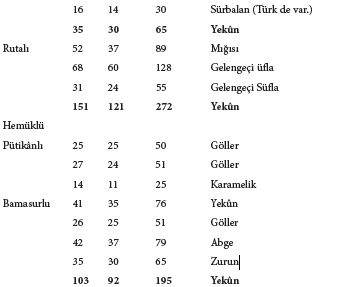 16 14 30 Sürbalan (Türk de var.)
35 30 65 Yekûn
Rutalı 52 37 89 Mığısı
68 60 128 Gelengeçi üfla
31 24 55 Gelengeçi Süfla
151 121 272 Yekûn
Hemüklü
Pütikânlı 25 25 50 Göller
27 24 51 Göller
14 11 25 Karamelik
Bamasurlu 41 35 76 Yekûn
26 25 51 Göller
42 37 79 Abge
35 30 65 Zurun
103 92 195 Yekûn